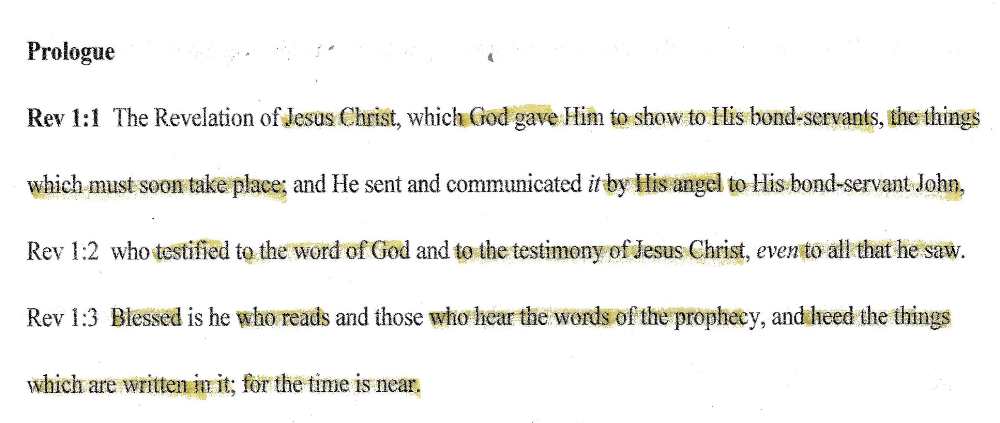 Prologue
Rev 1:1 The Revelation of Jesus Christ, which God gave Him to show to His bond-servants, the things
which must soon take place; and He sent and communicated it by His angel to His bond-servant John,
Rev 1:2 who testified to the word of God and to the testimony of Jesus Christ, even to all that he saw.
Rev 1:3 Blessed is he who reads and those who hear the words of the prophecy, and heed the things
which are written in it; for the time is near.